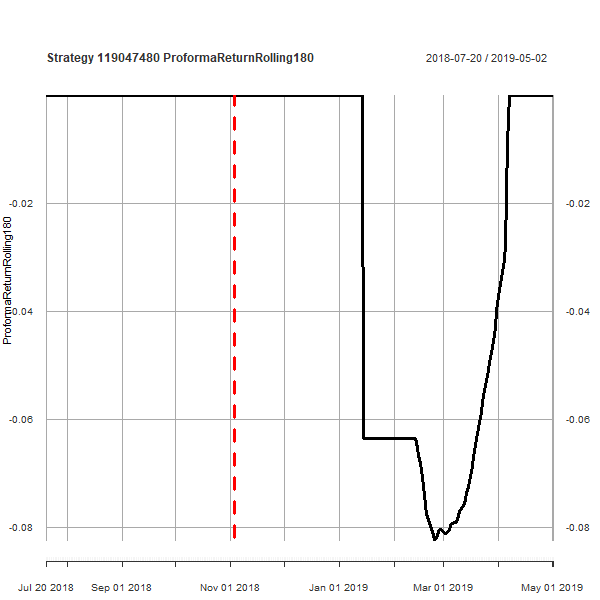 Strategy 119047480 ProformaReturnRolling180
2018-07-20 / 2019-05-02
ProformaReturnRolling180
-0.02
-0.04
-0.06
-0.08
-0.02
-0.04
-0.06
-0.08
Jul 20 2018
Sep 01 2018
Nov 01 2018
Jan 01 2019
Mar 01 2019
May 01 2019